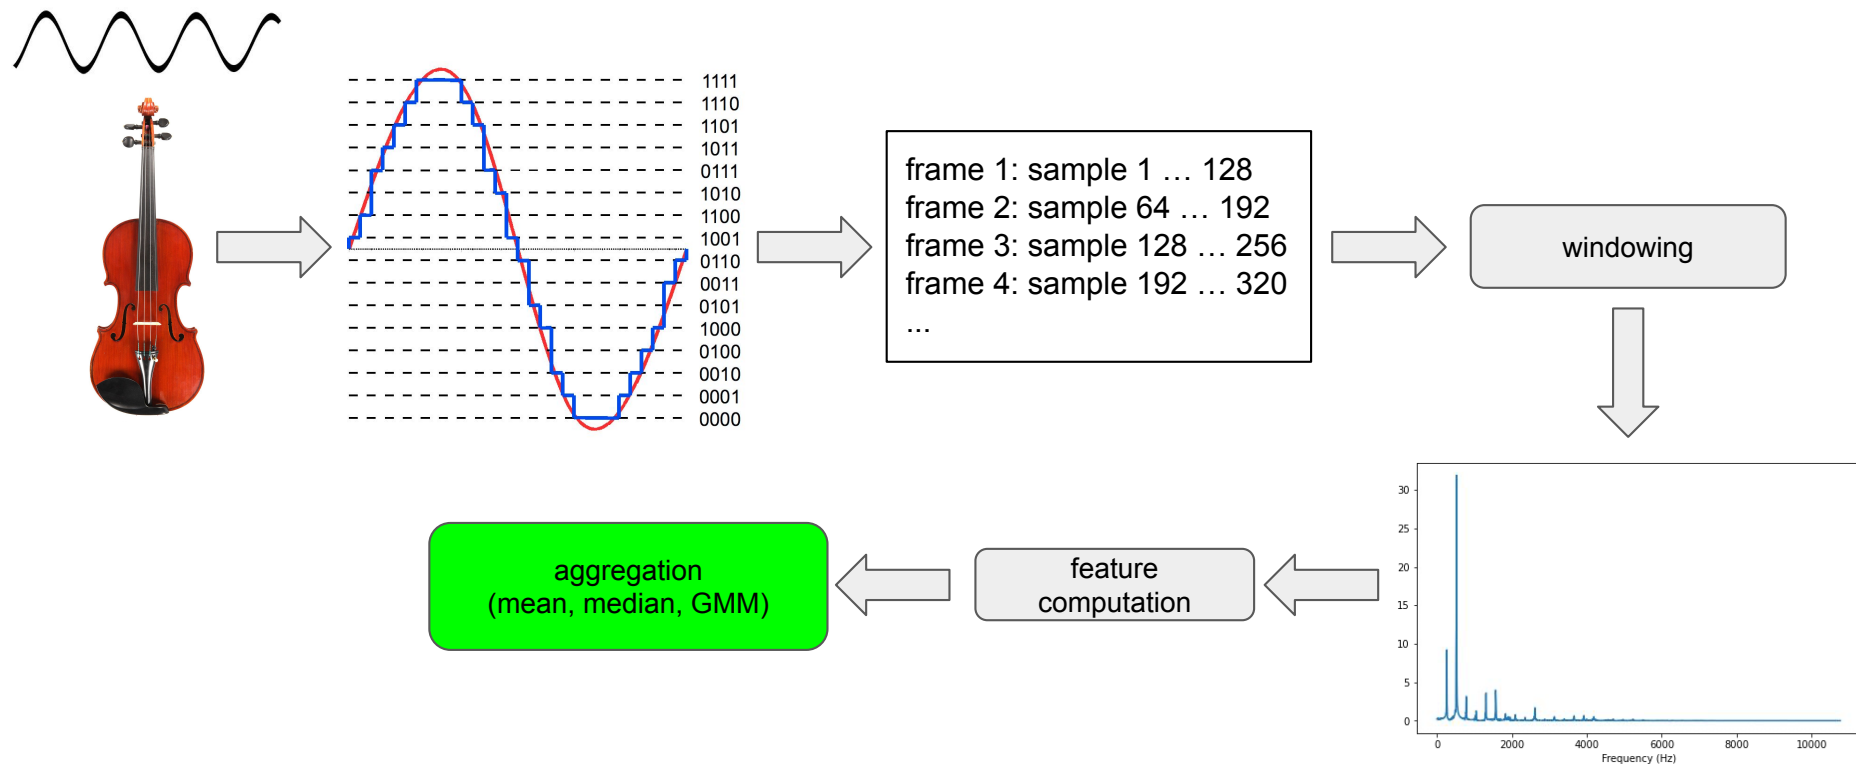 1111
1110
1101
1011
0111
1010
1100
1001
0110
0011
0101
1000
0100
0010
0001
0000
frame 1: sample 1 … 128
frame 2: sample 64 … 192
frame 3: sample 128 … 256
frame 4: sample 192 … 320
...
windowing
30
25
20
15
10
5
0
0 2000 4000 6000 8000 10000
Frequency (Hz)
feature
computation
aggregation
(mean, median, GMM)